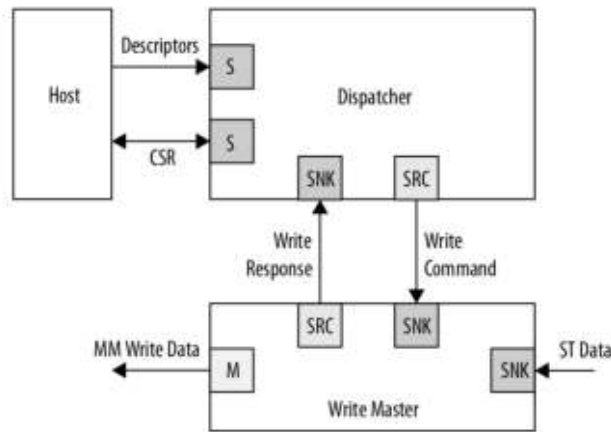 Descriptors
S
Host
Dispatcher
CSR
S
SNK
SRC
Write
Response
Write
Command
SRC
SNK
MM Write Data
ST Data
M
SNK
Write Master